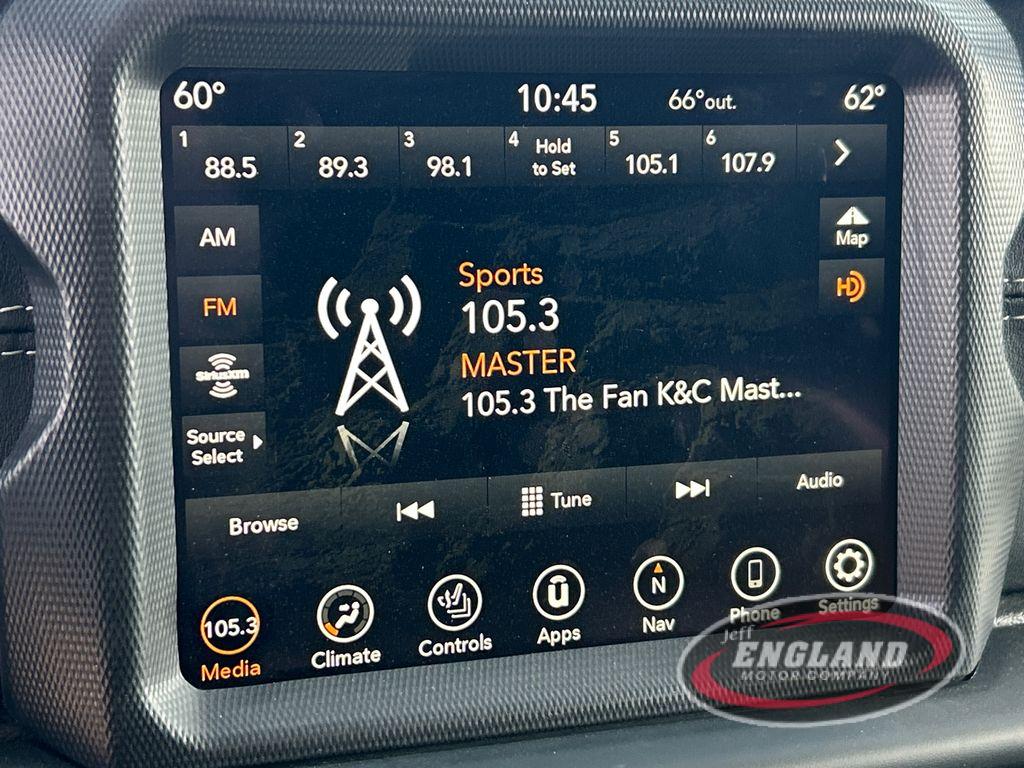 60° 10:45 66°out. 62°
1 2 3 4 Hold 5 6
88.5 89.3 98.1 to Set 105.1 107.9
AM
Map
FM
HD
Sports
105.3
MASTER
105.3 The Fan K&C Mast...
SiriusXM
Source
Select
Browse Tune Audio
105.3 N
Media Climate Controls Apps Nav Phone Settings
Jeff
ENGLAND
MOTOR COMPANY